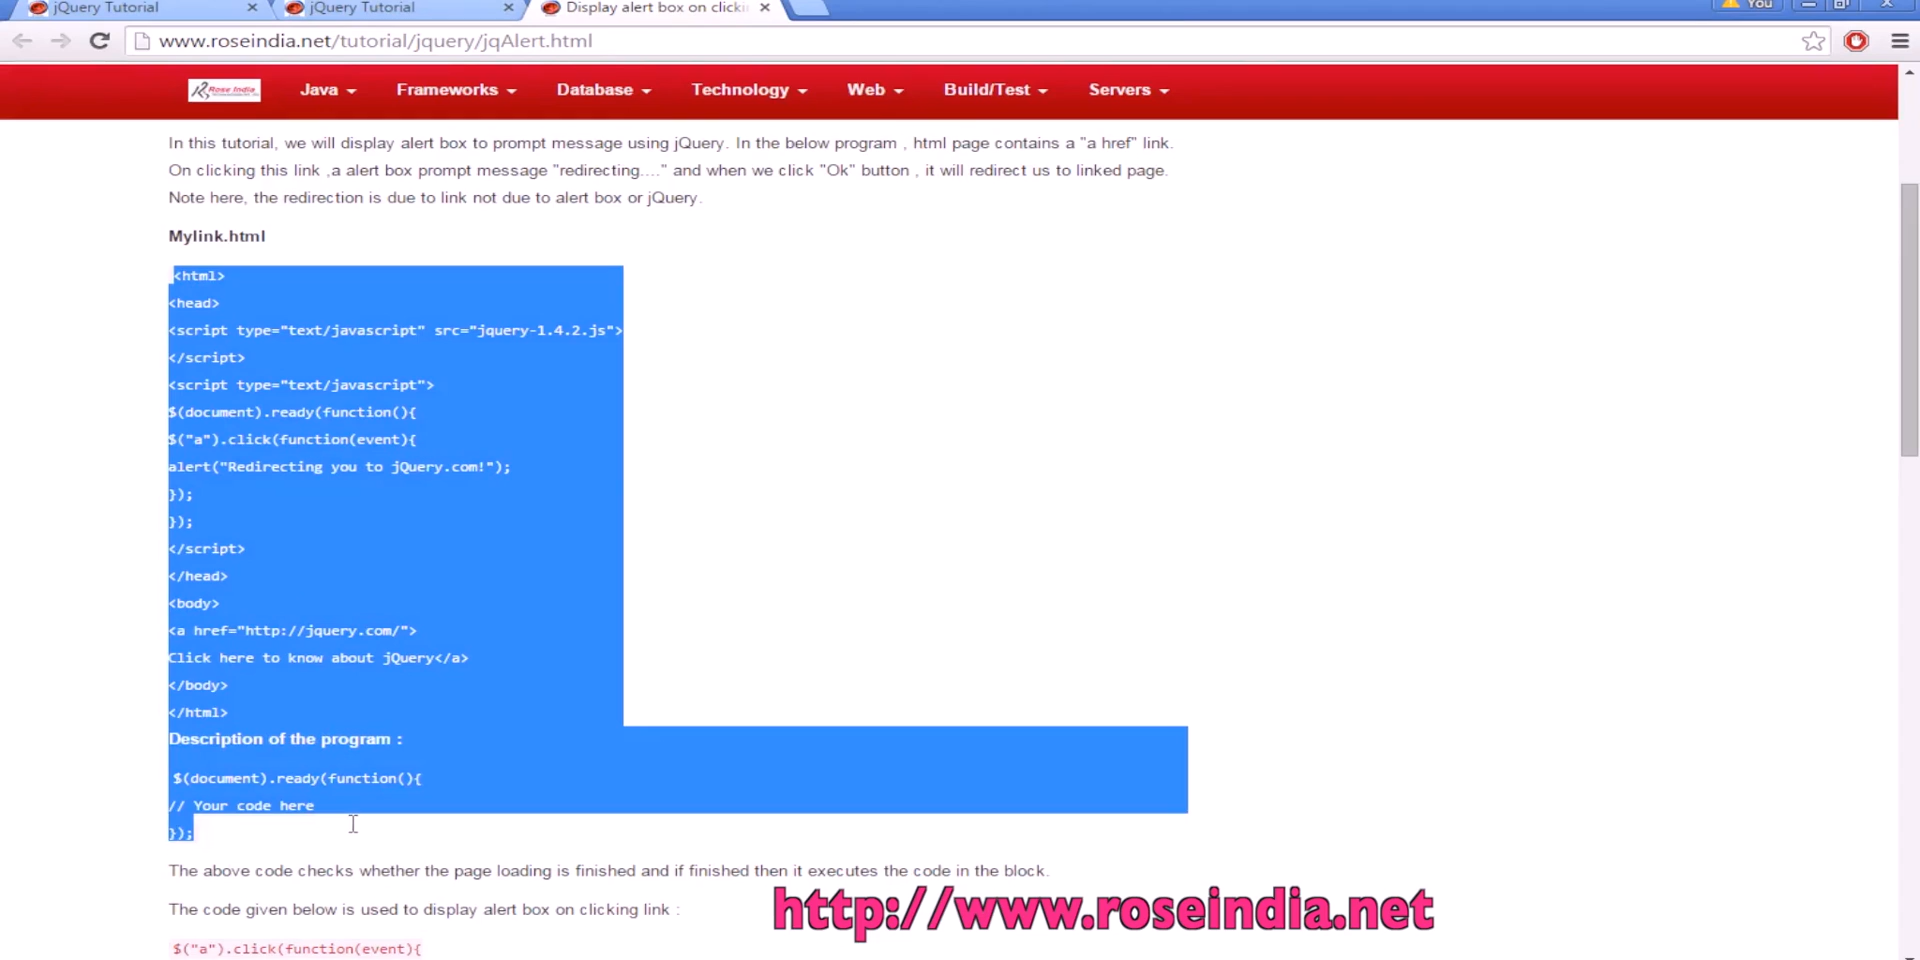 jQuery Tutorial
jQuery Tutorial
Display alert box on clicki
You
www.roseindia.net/tutorial/jquery/jqAlert.html
Rose India
Java
Frameworks
Database
Technology
Web
Build/Test
Servers
In this tutorial, we will display alert box to prompt message using jQuery. In the below program , html page contains a "a href" link.
On clicking this link ,a alert box prompt message "redirecting...." and when we click "Ok" button , it will redirect us to linked page.
Note here, the redirection is due to link not due to alert box or jQuery.
Mylink.html
<html>
<head>
<script type="text/javascript" src="jquery-1.4.2.js">
</script>
<script type="text/javascript">
$(document).ready(function(){
$("a").click(function(event){
alert("Redirecting you to jQuery.com!");
});
});
</script>
</head>
<body>
<a href="http://jquery.com/">
Click here to know about jQuery</a>
</body>
</html>
Description of the program :
$(document).ready(function(){
// Your code here
});
The above code checks whether the page loading is finished and if finished then it executes the code in the block.
The code given below is used to display alert box on clicking link :
http://www.roseindia.net
$("a").click(function(event){